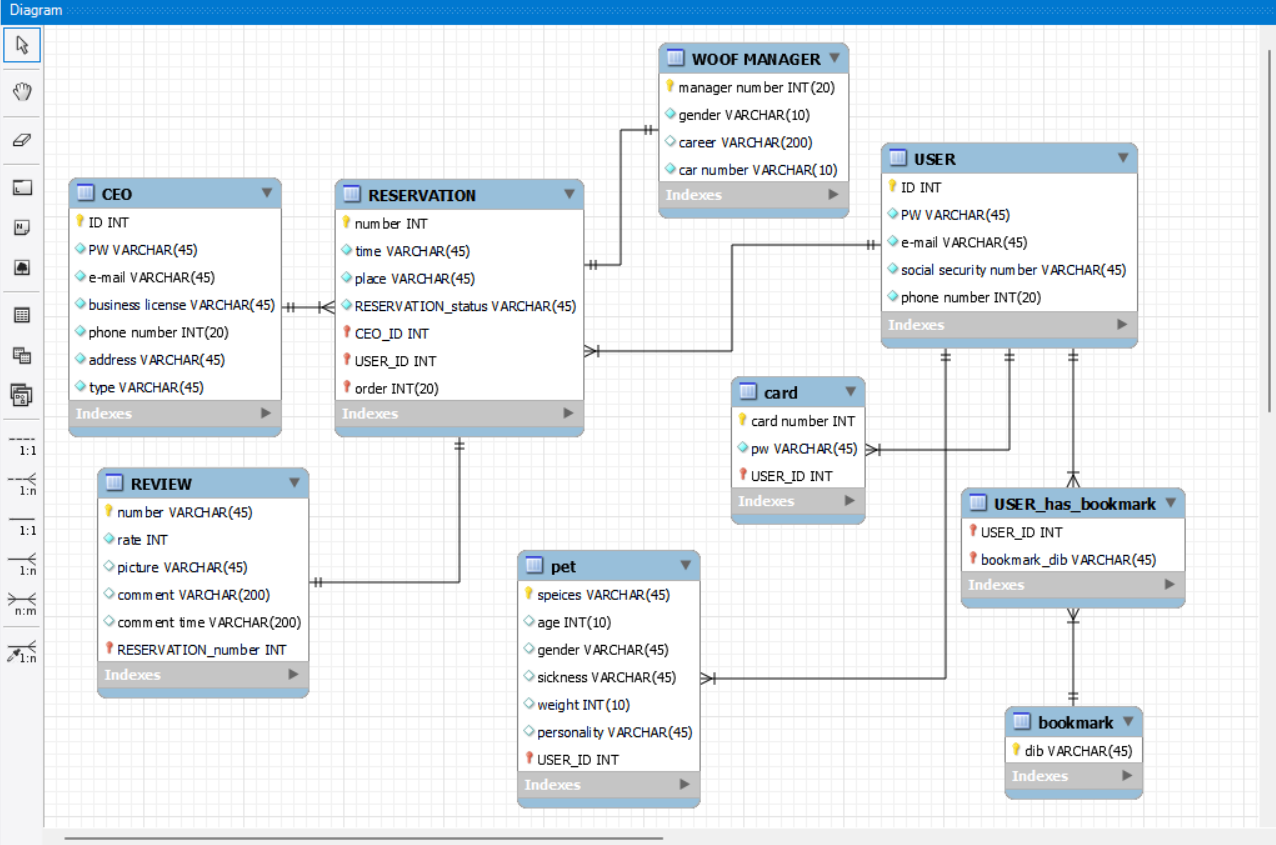 Diagram
WOOF MANAGER
manager number INT(20)
gender VARCHAR(10)
career VARCHAR(200)
car number VARCHAR(10)
Indexes
USER
ID INT
PW VARCHAR(45)
e-mail VARCHAR(45)
social security number VARCHAR(45)
phone number INT(20)
Indexes
CEO
ID INT
PW VARCHAR(45)
e-mail VARCHAR(45)
business license VARCHAR(45)
phone number INT(20)
address VARCHAR(45)
type VARCHAR(45)
Indexes
RESERVATION
number INT
time VARCHAR(45)
place VARCHAR(45)
RESERVATION_status VARCHAR(45)
CEO_ID INT
USER_ID INT
order INT(20)
Indexes
card
card number INT
pw VARCHAR(45)
USER_ID INT
Indexes
REVIEW
number VARCHAR(45)
rate INT
picture VARCHAR(45)
comment VARCHAR(200)
comment time VARCHAR(200)
RESERVATION_number INT
Indexes
USER_has_bookmark
USER_ID INT
bookmark_dib VARCHAR(45)
Indexes
pet
speices VARCHAR(45)
age INT(10)
gender VARCHAR(45)
sickness VARCHAR(45)
weight INT(10)
personality VARCHAR(45)
USER_ID INT
Indexes
bookmark
dib VARCHAR(45)
Indexes
1:1
1:n
1:1
1:n
n:m
1:n